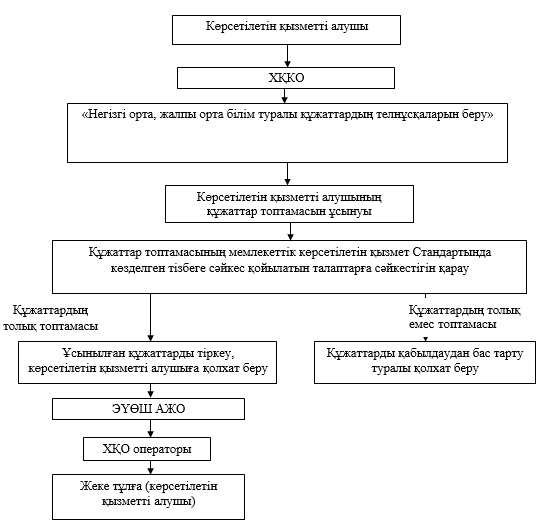 Көрсетілетін қызметті алушы
ХҚКО
«Негізгі орта, жалпы орта білім туралы құжаттардың телнұсқаларын беру»
Көрсетілетін қызметті алушының
құжаттар топтамасын ұсынуы
Құжаттар топтамасының мемлекеттік көрсетілетін қызмет Стандартында
көзделген тізбеге сәйкес қойылатын талаптарға сәйкестігін қарау
Құжаттардың
толық топтамасы
Құжаттардың толық
емес топтамасы
Ұсынылған құжаттарды тіркеу,
көрсетілетін қызметті алушыға қолхат беру
Құжаттарды қабылдаудан бас тарту
туралы қолхат беру
ЭҮӨШ АЖО
ХҚО операторы
Жеке тұлға (көрсетілетін
қызметті алушы)